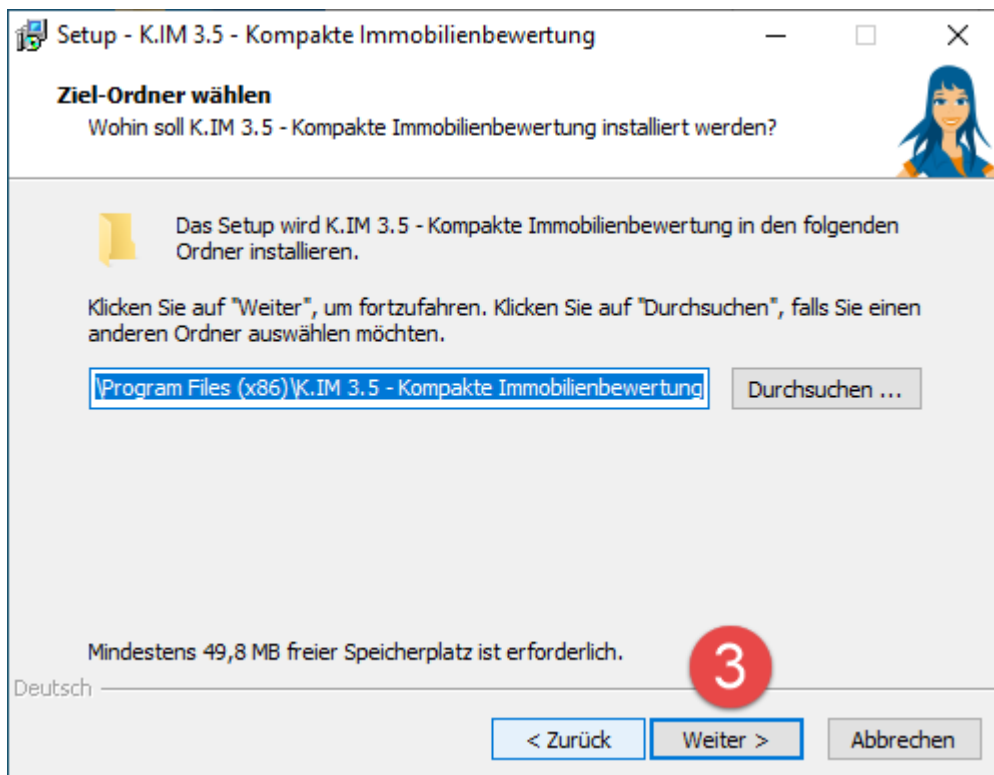 Setup - K.IM 3.5 - Kompakte Immobilienbewertung
Ziel-Ordner wählen
Wohin soll K.IM 3.5 - Kompakte Immobilienbewertung installiert werden?
Das Setup wird K.IM 3.5 - Kompakte Immobilienbewertung in den folgenden
Ordner installieren.
Klicken Sie auf "Weiter", um fortzufahren. Klicken Sie auf "Durchsuchen", falls Sie einen
anderen Ordner auswählen möchten.
\Program Files (x86)\K.IM 3.5 - Kompakte Immobilienbewertung
Durchsuchen ...
Mindestens 49,8 MB freier Speicherplatz ist erforderlich.
3
Deutsch
< Zurück
Weiter >
Abbrechen